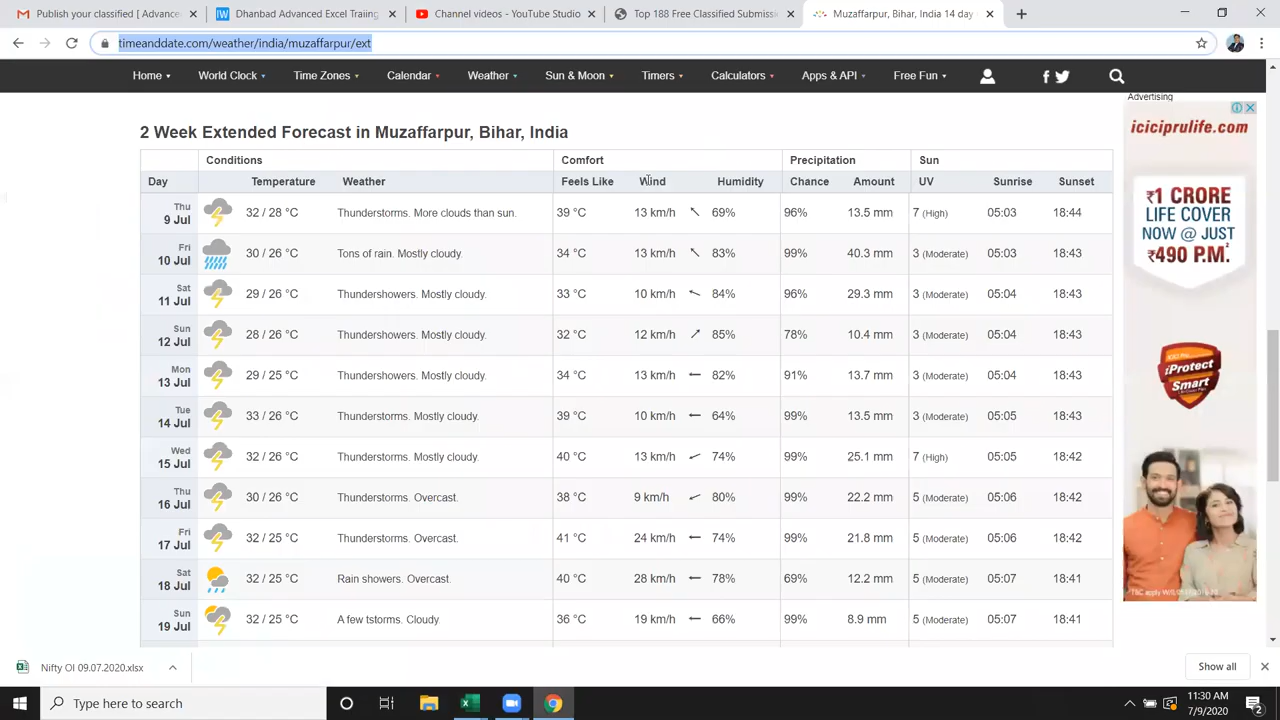 Publish your classified [ Advance
Dhanbad Advanced Excel Traiing
Channel videos - YouTube Studio
Top 188 Free Classified Submissi
Muzaffarpur, Bihar, India 14 day
timeanddate.com/weather/india/muzaffarpur/ext
Home World Clock Time Zones Calendar Weather Sun & Moon Timers Calculators Apps & API Free Fun
Advertising
2 Week Extended Forecast in Muzaffarpur, Bihar, India
Conditions Comfort Precipitation Sun
Day Temperature Weather Feels Like Wind Humidity Chance Amount UV Sunrise Sunset
Thu
9 Jul 32 / 28 °C Thunderstorms. More clouds than sun. 39 °C 13 km/h 69% 96% 13.5 mm 7 (High) 05:03 18:44
Fri
10 Jul 30 / 26 °C Tons of rain. Mostly cloudy. 34 °C 13 km/h 83% 99% 40.3 mm 3 (Moderate) 05:03 18:43
Sat
11 Jul 29 / 26 °C Thundershowers. Mostly cloudy. 33 °C 10 km/h 84% 96% 29.3 mm 3 (Moderate) 05:04 18:43
Sun
12 Jul 28 / 26 °C Thundershowers. Mostly cloudy. 32 °C 12 km/h 85% 78% 10.4 mm 3 (Moderate) 05:04 18:43
Mon
13 Jul 29 / 25 °C Thundershowers. Mostly cloudy. 34 °C 13 km/h 82% 91% 13.7 mm 3 (Moderate) 05:04 18:43
Tue
14 Jul 33 / 26 °C Thunderstorms. Mostly cloudy. 39 °C 10 km/h 64% 99% 13.5 mm 3 (Moderate) 05:05 18:43
Wed
15 Jul 32 / 26 °C Thunderstorms. Mostly cloudy. 40 °C 13 km/h 74% 99% 25.1 mm 7 (High) 05:05 18:42
Thu
16 Jul 30 / 26 °C Thunderstorms. Overcast. 38 °C 9 km/h 80% 99% 22.2 mm 5 (Moderate) 05:06 18:42
Fri
17 Jul 32 / 25 °C Thunderstorms. Overcast. 41 °C 24 km/h 74% 99% 21.8 mm 5 (Moderate) 05:06 18:42
Sat
18 Jul 32 / 25 °C Rain showers. Overcast. 40 °C 28 km/h 78% 69% 12.2 mm 5 (Moderate) 05:07 18:41
Sun
19 Jul 32 / 25 °C A few tstorms. Cloudy. 36 °C 19 km/h 66% 99% 8.9 mm 5 (Moderate) 05:07 18:41
iciciprulife.com
₹1 CRORE
LIFE COVER
NOW @ JUST
₹490 P.M.
iProtect
Smart
Nifty OI 09.07.2020.xlsx
Show all
Type here to search
11:30 AM
7/9/2020
2